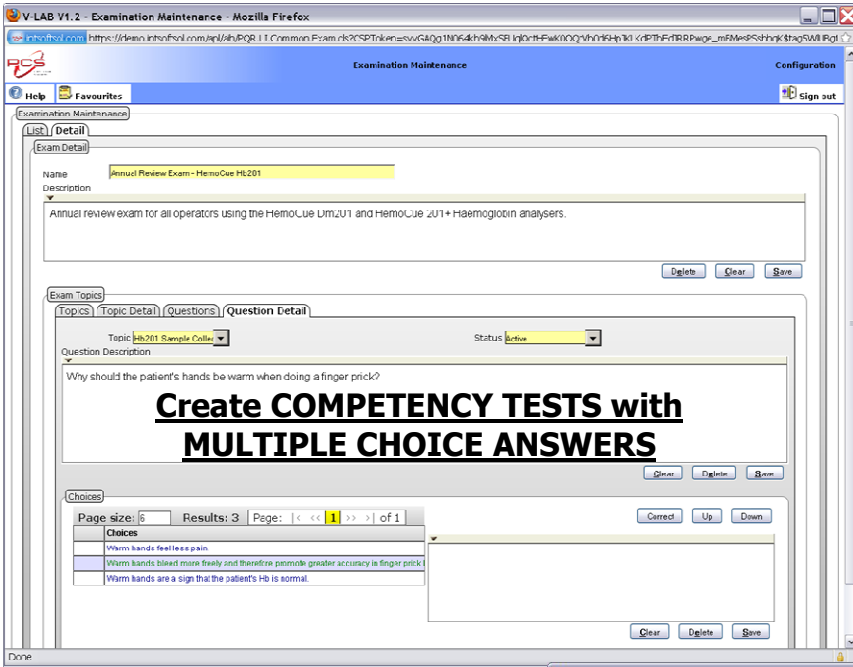 V-LAB V1.2 - Examination Maintenance - Mozilla Firefox
intsoftsol.com
PCS
Examination Maintenance
Configuration
Help Favourites Sign out
Examination Maintenance
List Detail
Exam Detail
Name Annual Review Exam - HemoCue Hb201
Description
Annual review exam for all operators using the HemoCue Dm201 and HemoCue 201+ Haemoglobin analysers.
Delete Clear Save
Exam Topics
Topics Topic Detail Questions Question Detail
Topic Hb201 Sample Collec Status Active
Question Description
Why should the patient's hands be warm when doing a finger prick?
Create COMPETENCY TESTS with
MULTIPLE CHOICE ANSWERS
Clear Delete Save
Choices
Page size: 6 Results: 3 Page: |< << 1 >> >| of 1
Correct Up Down
Choices
Warm hands feel less pain
Warm hands bleed more freely and therefore promote greater accuracy in finger prick
Warm hands are a sign that the patient's Hb is normal.
Clear Delete Save
Done